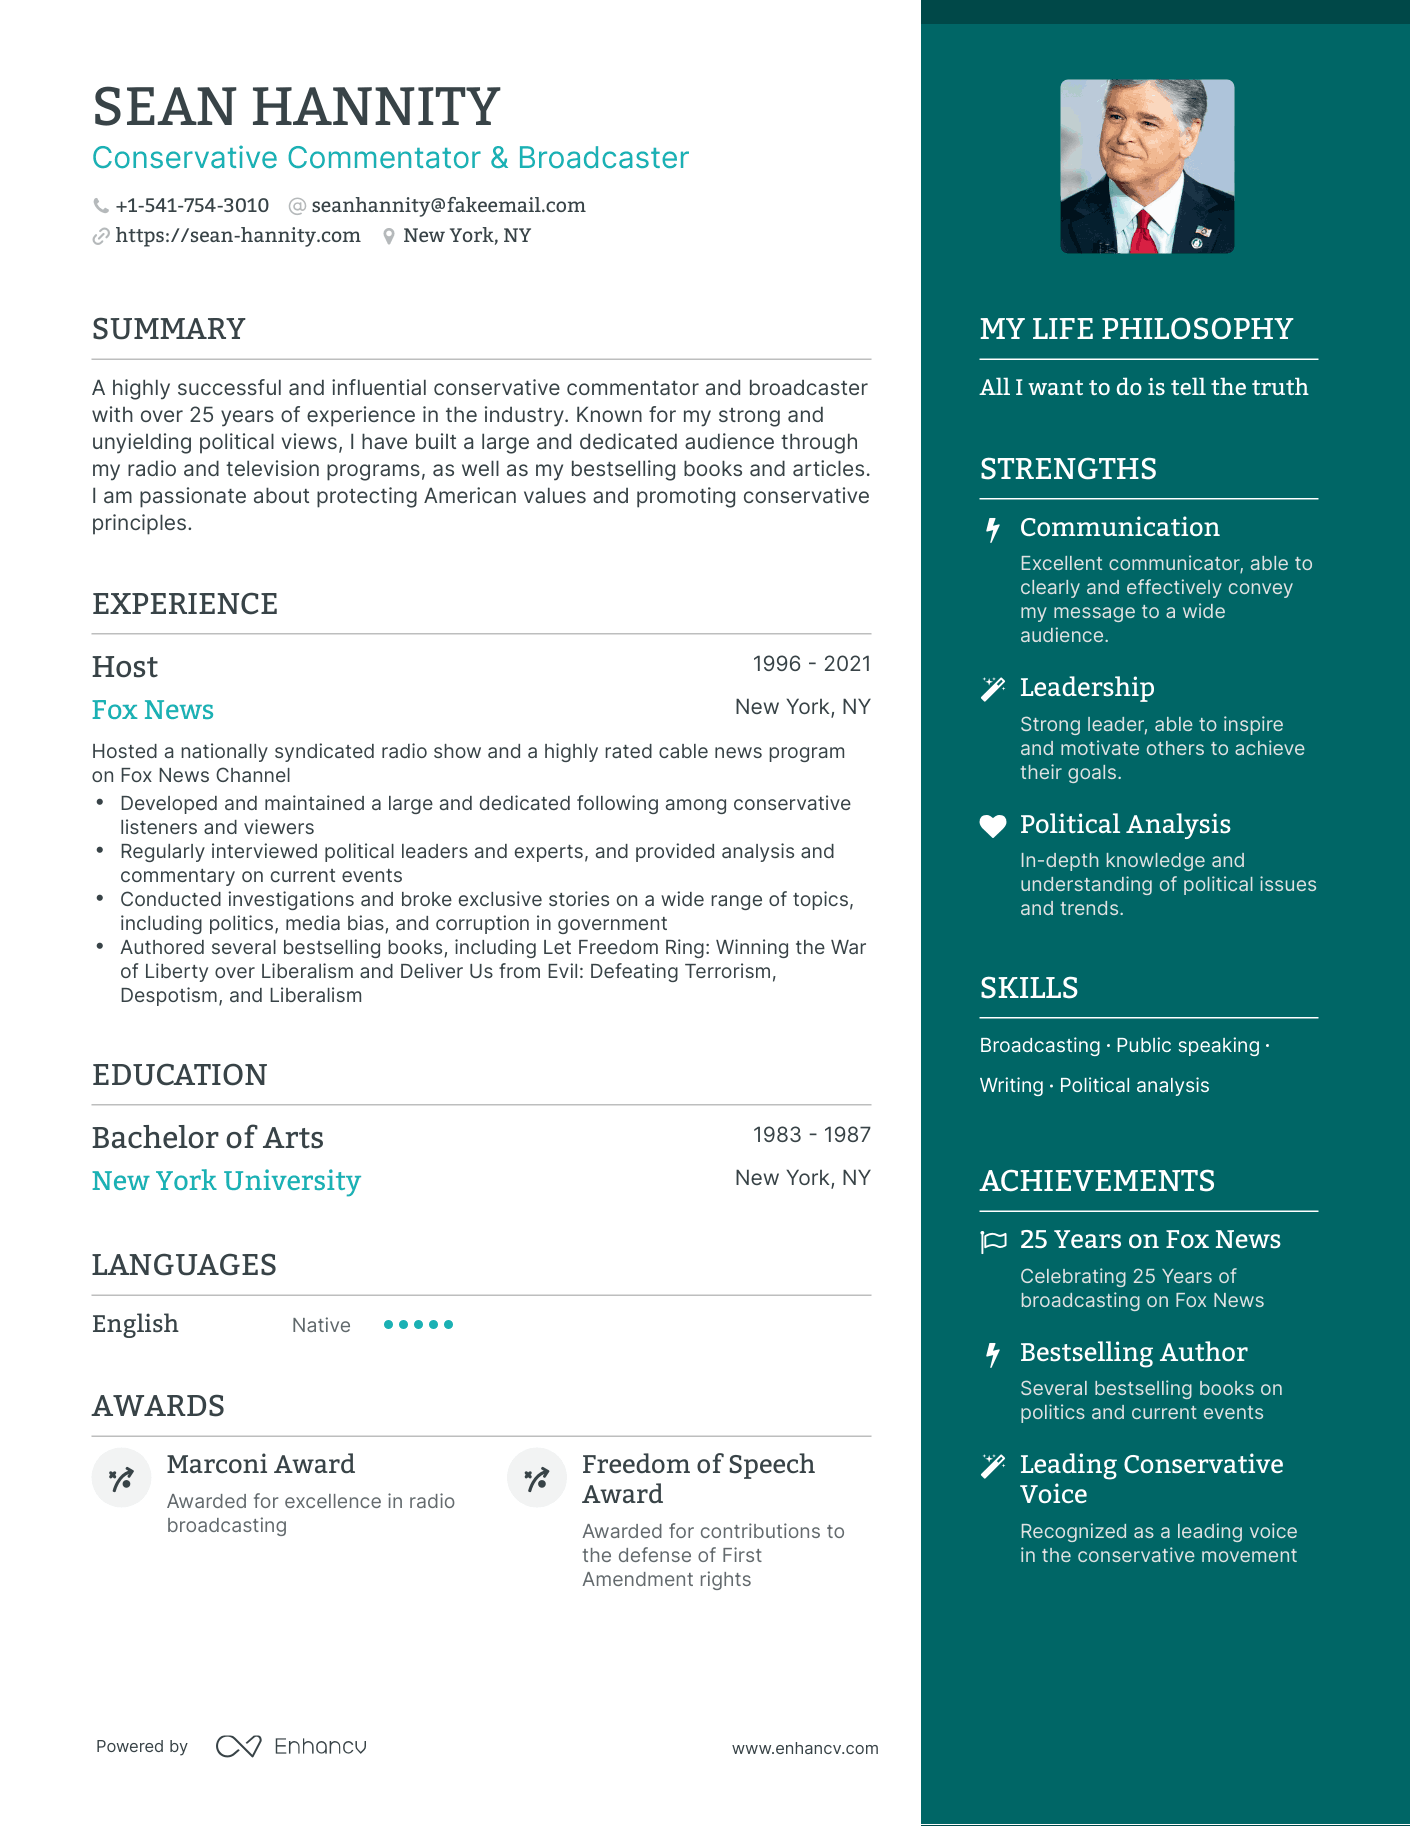 SEAN HANNITY
Conservative Commentator & Broadcaster
+1-541-754-3010 @ seanhannity@fakeemail.com
https://sean-hannity.com New York, NY
SUMMARY
A highly successful and influential conservative commentator and broadcaster
with over 25 years of experience in the industry. Known for my strong and
unyielding political views, I have built a large and dedicated audience through
my radio and television programs, as well as my bestselling books and articles.
I am passionate about protecting American values and promoting conservative
principles.
EXPERIENCE
Host 1996 - 2021
Fox News New York, NY
Hosted a nationally syndicated radio show and a highly rated cable news program
on Fox News Channel
• Developed and maintained a large and dedicated following among conservative
listeners and viewers
• Regularly interviewed political leaders and experts, and provided analysis and
commentary on current events
• Conducted investigations and broke exclusive stories on a wide range of topics,
including politics, media bias, and corruption in government
• Authored several bestselling books, including Let Freedom Ring: Winning the War
of Liberty over Liberalism and Deliver Us from Evil: Defeating Terrorism,
Despotism, and Liberalism
EDUCATION
Bachelor of Arts 1983 - 1987
New York University New York, NY
LANGUAGES
English Native
AWARDS
Marconi Award
Awarded for excellence in radio
broadcasting
Freedom of Speech
Award
Awarded for contributions to
the defense of First
Amendment rights
MY LIFE PHILOSOPHY
All I want to do is tell the truth
STRENGTHS
Communication
Excellent communicator, able to
clearly and effectively convey
my message to a wide
audience.
Leadership
Strong leader, able to inspire
and motivate others to achieve
their goals.
Political Analysis
In-depth knowledge and
understanding of political issues
and trends.
SKILLS
Broadcasting · Public speaking ·
Writing · Political analysis
ACHIEVEMENTS
25 Years on Fox News
Celebrating 25 Years of
broadcasting on Fox News
Bestselling Author
Several bestselling books on
politics and current events
Leading Conservative
Voice
Recognized as a leading voice
in the conservative movement
Powered by Enhancv
www.enhancv.com